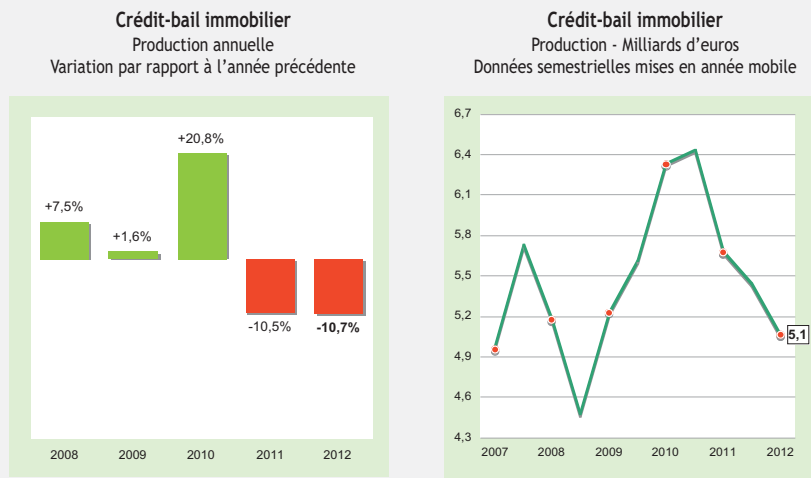 Crédit-bail immobilier
Production annuelle
Variation par rapport à l'année précédente
+20,8%
+7,5%
+1,6%
-10,5%
-10,7%
2008 2009 2010 2011 2012
Crédit-bail immobilier
Production - Milliards d'euros
Données semestrielles mises en année mobile
6,7
6,4
6,1
5,8
5,5
5,2
4,9
4,6
4,3
5,1
2007 2008 2009 2010 2011 2012